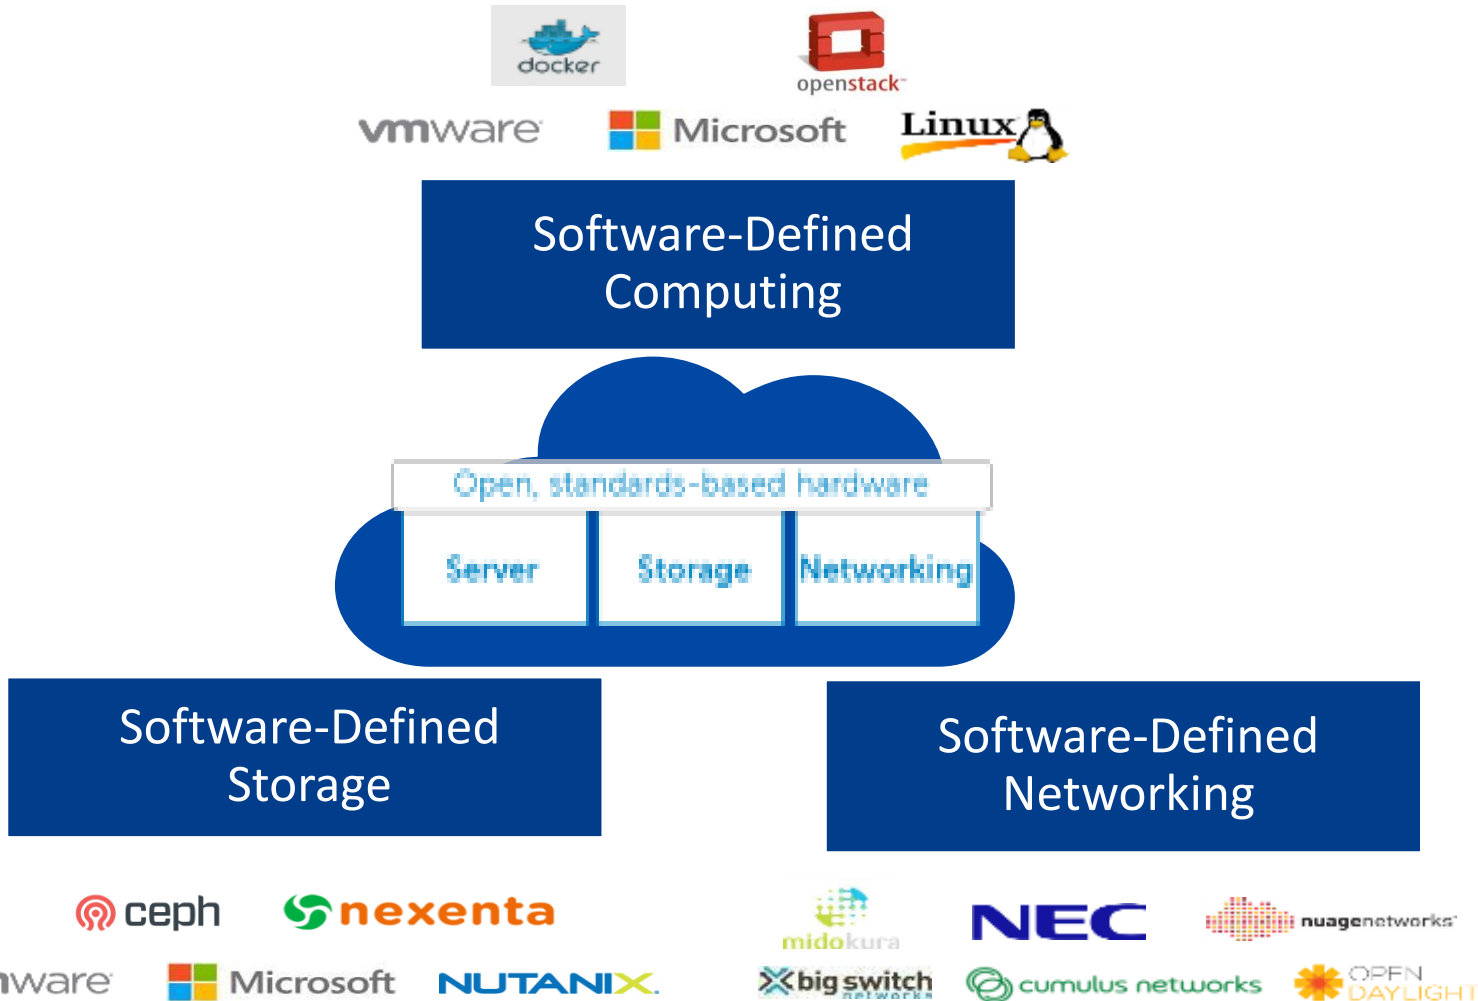 docker
openstack
vmware Microsoft Linux
Software-Defined
Computing
Open, standards-based hardware
Server Storage Networking
Software-Defined
Storage
Software-Defined
Networking
ceph nexenta
midokura NEC nuagenetworks
ware Microsoft NUTANIX.
big switch
networks
cumulus networks
OPEN
DAYLIGHT